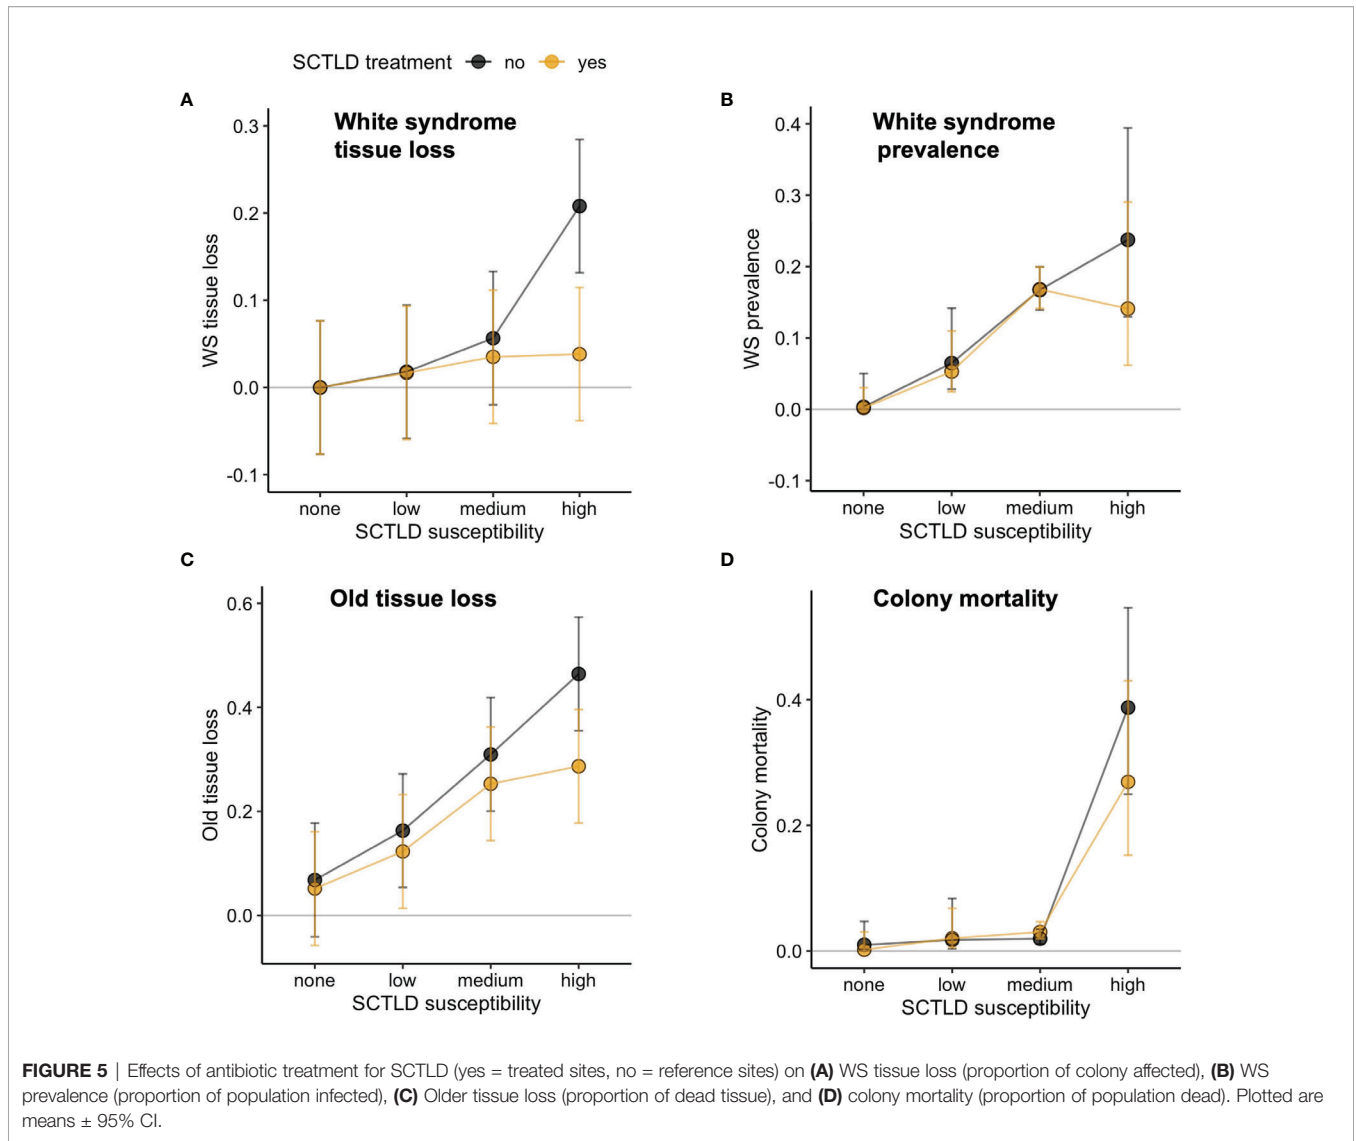 SCTLD treatment no yes
A
White syndrome
tissue loss
0.3
0.2
0.1
0.0
-0.1
WS tissue loss
none low medium high
SCTLD susceptibility
B
White syndrome
prevalence
0.4
0.3
0.2
0.1
0.0
-0.1
WS prevalence
none low medium high
SCTLD susceptibility
C
Old tissue loss
0.6
0.4
0.2
0.0
Old tissue loss
none low medium high
SCTLD susceptibility
D
Colony mortality
0.4
0.2
0.0
Colony mortality
none low medium high
SCTLD susceptibility
FIGURE 5 | Effects of antibiotic treatment for SCTLD (yes = treated sites, no = reference sites) on (A) WS tissue loss (proportion of colony affected), (B) WS
prevalence (proportion of population infected), (C) Older tissue loss (proportion of dead tissue), and (D) colony mortality (proportion of population dead). Plotted are
means ± 95% CI.